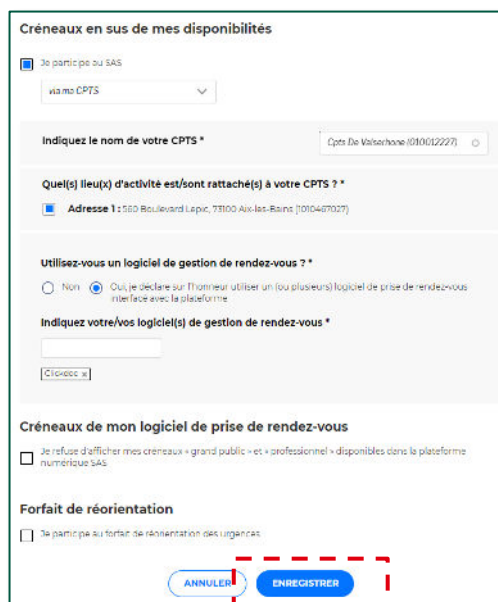 Créneaux en sus de mes disponibilités
Je participe au SAS
via ma CPTS
Indiquez le nom de votre CPTS *
Cpts De Valserhone (010012227)
Quel(s) lieu(x) d'activité est/sont rattaché(s) à votre CPTS ? *
Adresse 1 : 560 Boulevard Lepic, 73100 Aix-les-Bains (1010467027)
Utilisez-vous un logiciel de gestion de rendez-vous ? *
Non
Oui, je déclare sur l'honneur utiliser un (ou plusieurs) logiciel de prise de rendez-vous
interfacé avec la plateforme
Indiquez votre/vos logiciel(s) de gestion de rendez-vous *
Clickdoc x
Créneaux de mon logiciel de prise de rendez-vous
Je refuse d'afficher mes créneaux « grand public » et « professionnel » disponibles dans la plateforme
numérique SAS
Forfait de réorientation
Je participe au forfait de réorientation des urgences
ANNULER
ENREGISTRER